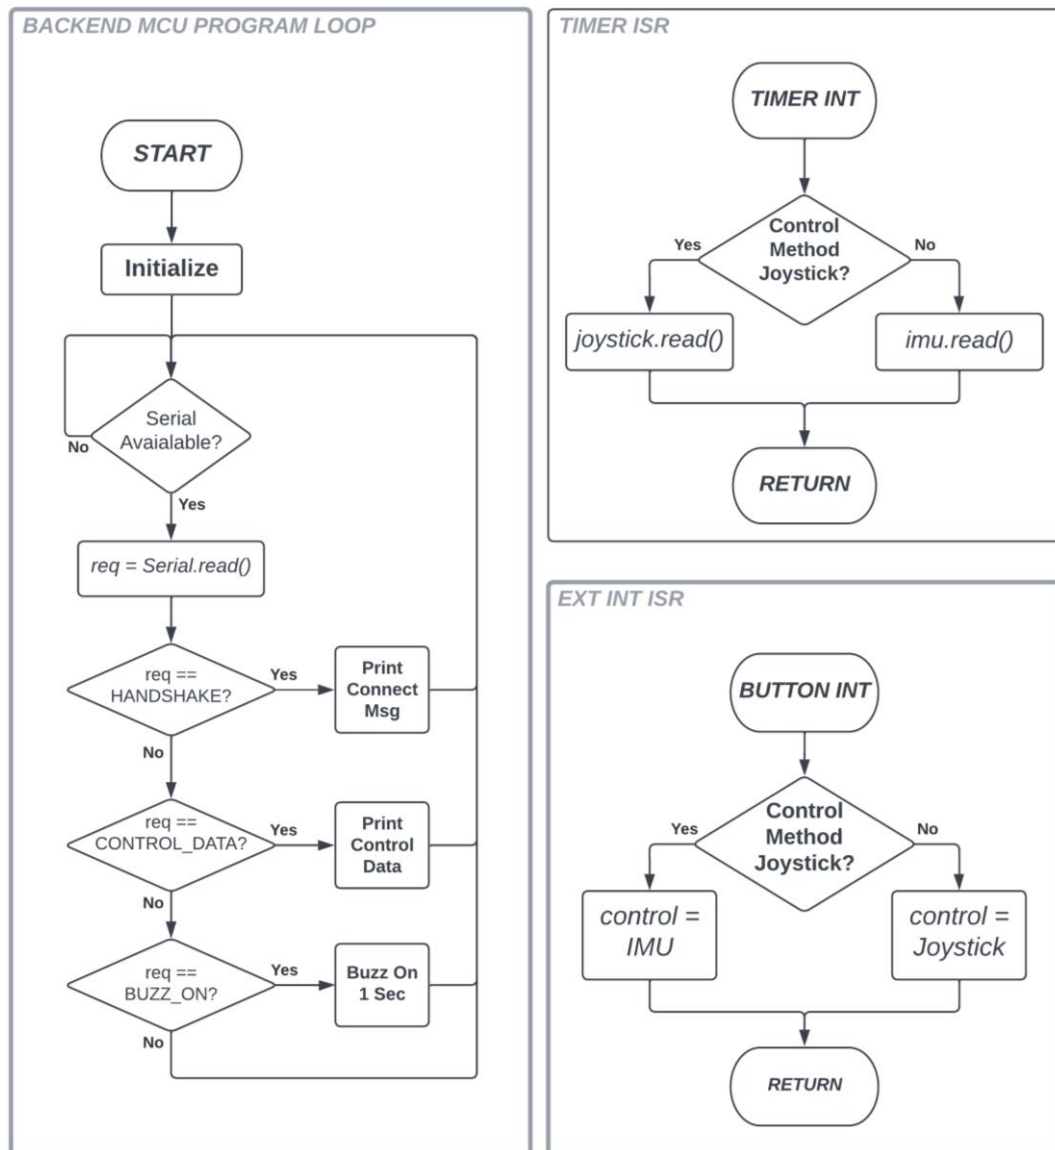 BACKEND MCU PROGRAM LOOP
START
Initialize
Serial
Avaialable?
No
Yes
req = Serial.read()
req ==
HANDSHAKE?
Yes
Print
Connect
Msg
No
req ==
CONTROL_DATA?
Yes
Print
Control
Data
No
req ==
BUZZ_ON?
Yes
Buzz On
1 Sec
No
TIMER ISR
TIMER INT
Control
Method
Joystick?
Yes
No
joystick.read()
imu.read()
RETURN
EXT INT ISR
BUTTON INT
Control
Method
Joystick?
Yes
No
control =
IMU
control =
Joystick
RETURN